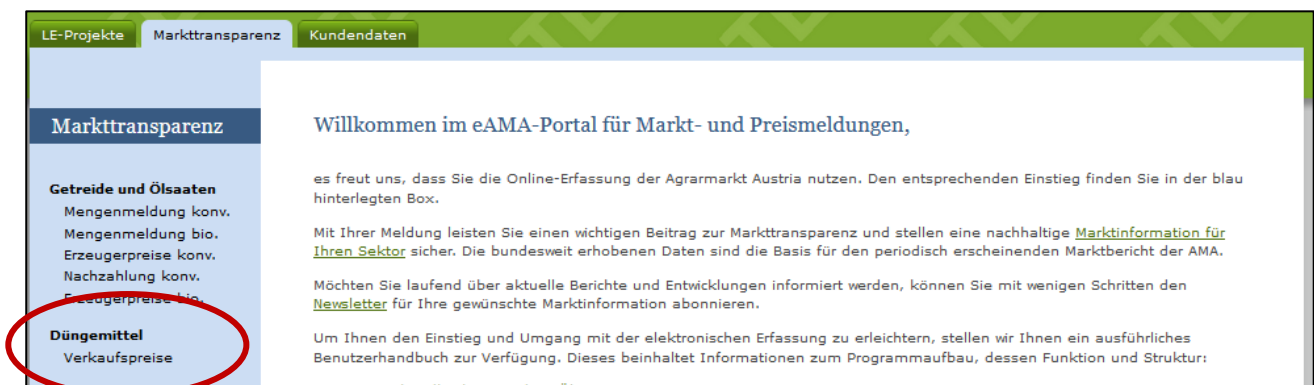 LE-Projekte Markttransparenz Kundendaten
Markttransparenz
Getreide und Ölsaaten
Mengenmeldung konv.
Mengenmeldung bio.
Erzeugerpreise konv.
Nachzahlung konv.
Erzeugerpreise bio.
Düngemittel
Verkaufspreise
Willkommen im eAMA-Portal für Markt- und Preismeldungen,
es freut uns, dass Sie die Online-Erfassung der Agrarmarkt Austria nutzen. Den entsprechenden Einstieg finden Sie in der blau
hinterlegten Box.
Mit Ihrer Meldung leisten Sie einen wichtigen Beitrag zur Markttransparenz und stellen eine nachhaltige Marktinformation für
Ihren Sektor sicher. Die bundesweit erhobenen Daten sind die Basis für den periodisch erscheinenden Marktbericht der AMA.
Möchten Sie laufend über aktuelle Berichte und Entwicklungen informiert werden, können Sie mit wenigen Schritten den
Newsletter für Ihre gewünschte Marktinformation abonnieren.
Um Ihnen den Einstieg und Umgang mit der elektronischen Erfassung zu erleichtern, stellen wir Ihnen ein ausführliches
Benutzerhandbuch zur Verfügung. Dieses beinhaltet Informationen zum Programmaufbau, dessen Funktion und Struktur: